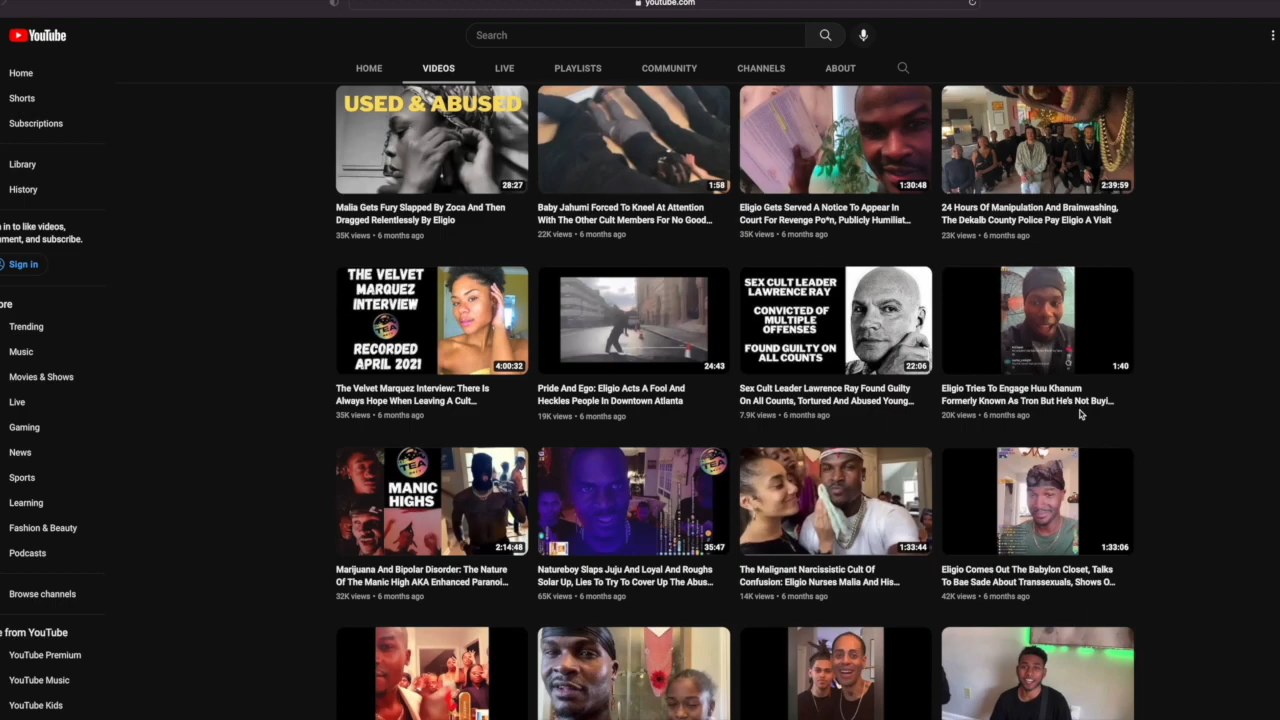 youtube.com
YouTube
Search
HOME VIDEOS LIVE PLAYLISTS COMMUNITY CHANNELS ABOUT
Home
Shorts
Subscriptions
Library
History
in to like videos,
ment, and subscribe.
Sign in
ore
Trending
Music
Movies & Shows
Live
Gaming
News
Sports
Learning
Fashion & Beauty
Podcasts
Browse channels
e from YouTube
YouTube Premium
YouTube Music
YouTube Kids
USED & ABUSED
28:27
Malia Gets Fury Slapped By Zoca And Then
Dragged Relentlessly By Eligio
35K views • 6 months ago
1:58
Baby Jahumi Forced To Kneel At Attention
With The Other Cult Members For No Good...
22K views • 6 months ago
1:30:48
Eligio Gets Served A Notice To Appear In
Court For Revenge Po*n, Publicly Humiliat...
35K views • 6 months ago
2:39:59
24 Hours Of Manipulation And Brainwashing,
The Dekalb County Police Pay Eligio A Visit
23K views • 6 months ago
THE VELVET
MARQUEZ
INTERVIEW
TEA
RECORDED
APRIL 2021
4:00:32
The Velvet Marquez Interview: There Is
Always Hope When Leaving A Cult...
35K views • 6 months ago
24:43
Pride And Ego: Eligio Acts A Fool And
Heckles People In Downtown Atlanta
19K views • 6 months ago
SEX CULT LEADER
LAWRENCE RAY
CONVICTED OF
MULTIPLE
OFFENSES
FOUND GUILTY ON
ALL COUNTS
22:06
Sex Cult Leader Lawrence Ray Found Guilty
On All Counts, Tortured And Abused Young...
7.9K views • 6 months ago
1:40
Eligio Tries To Engage Huu Khanum
Formerly Known As Tron But He's Not Buyi...
20K views • 6 months ago
TEA
MANIC
HIGHS
2:14:48
Marijuana And Bipolar Disorder: The Nature
Of The Manic High AKA Enhanced Paranoi...
32K views • 6 months ago
TEA
35:47
Natureboy Slaps Juju And Loyal And Roughs
Solar Up, Lies To Try To Cover Up The Abus...
65K views • 6 months ago
1:33:44
The Malignant Narcissistic Cult Of
Confusion: Eligio Nurses Malia And His...
14K views • 6 months ago
1:33:06
Eligio Comes Out The Babylon Closet, Talks
To Bae Sade About Transsexuals, Shows O...
42K views • 6 months ago